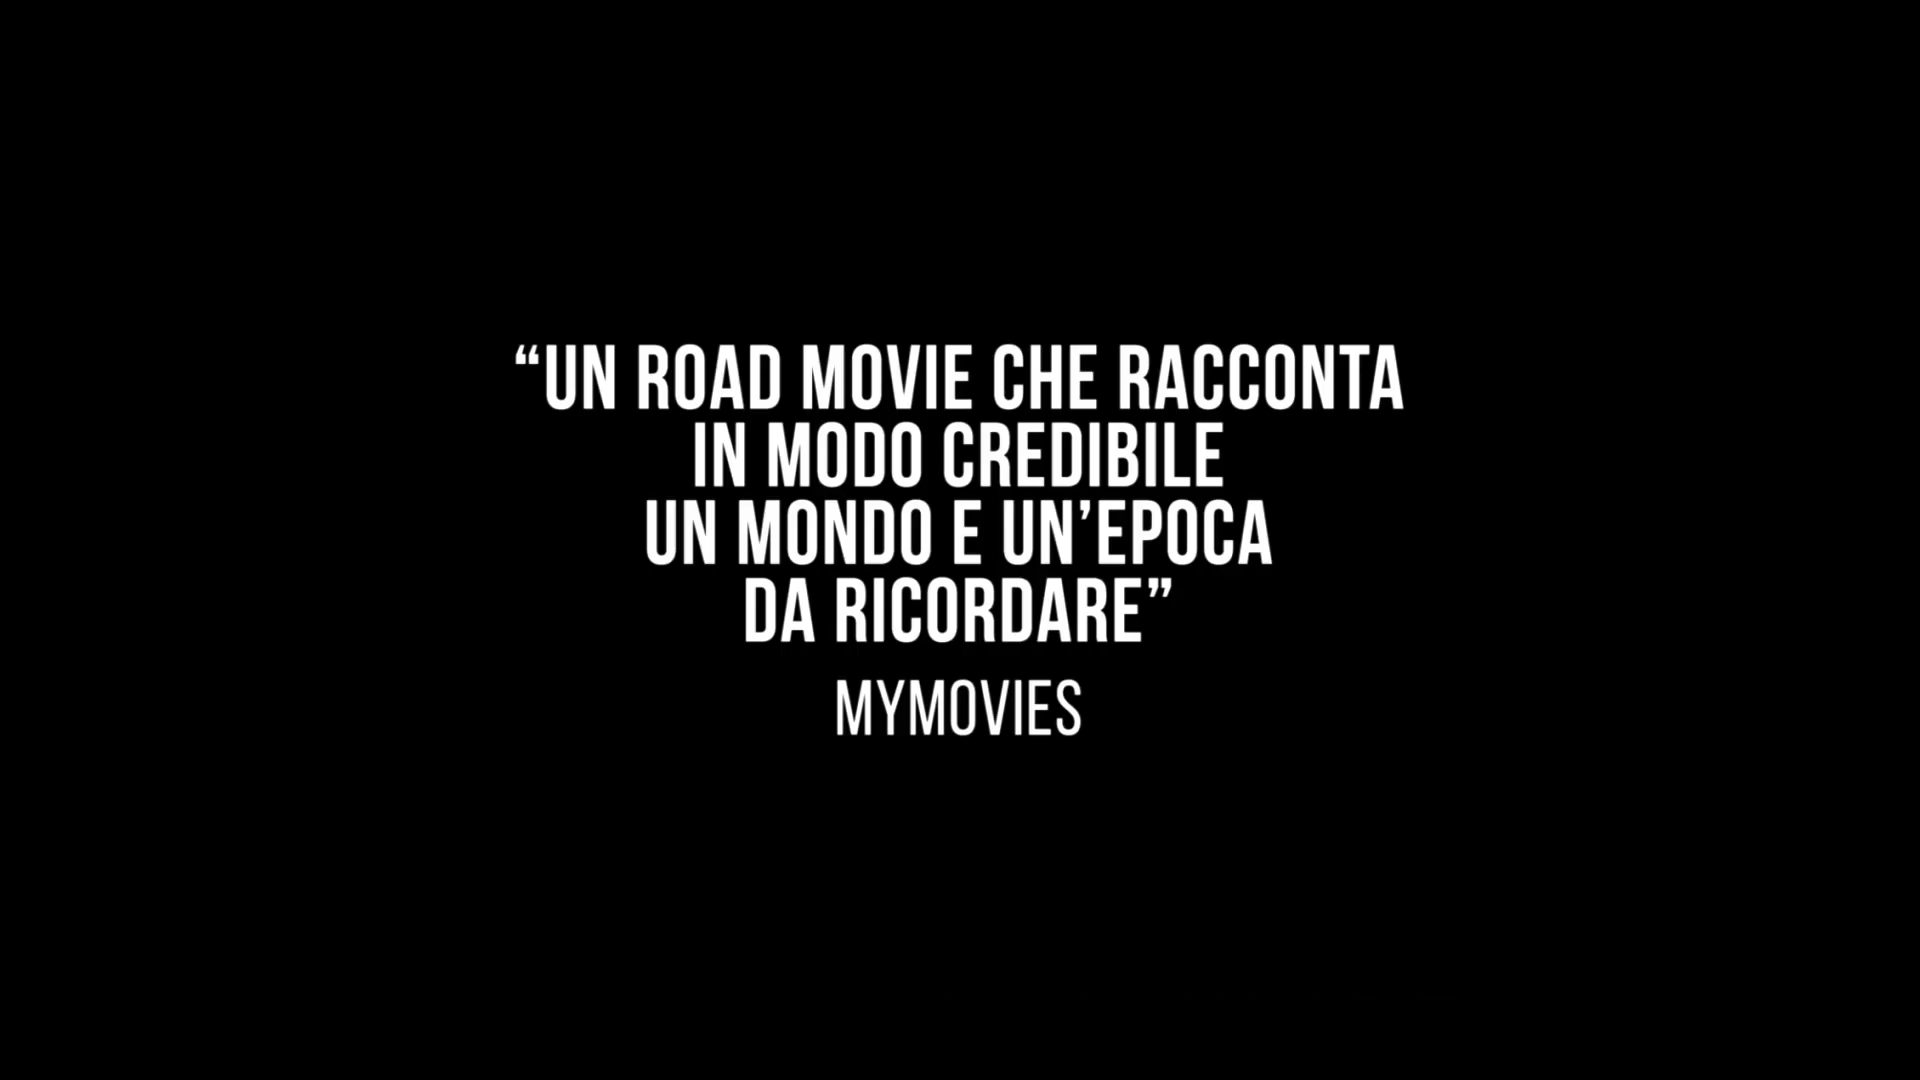 “UN ROAD MOVIE CHE RACCONTA
IN MODO CREDIBILE
UN MONDO E UN’EPOCA
DA RICORDARE”
MYMOVIES